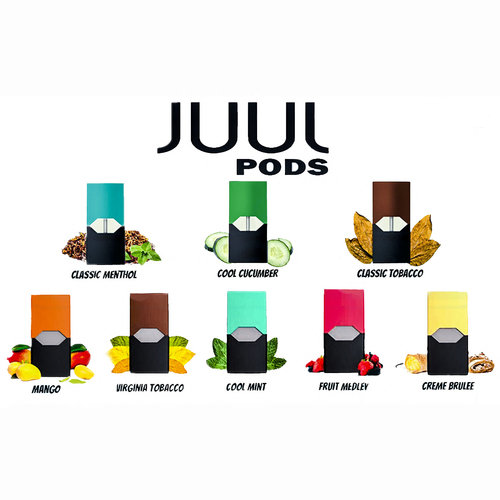 JUUL
PODS
CLASSIC MENTHOL
COOL CUCUMBER
CLASSIC TOBACCO
MANGO
VIRGINIA TOBACCO
COOL MINT
FRUIT MEDLEY
CREME BRULEE